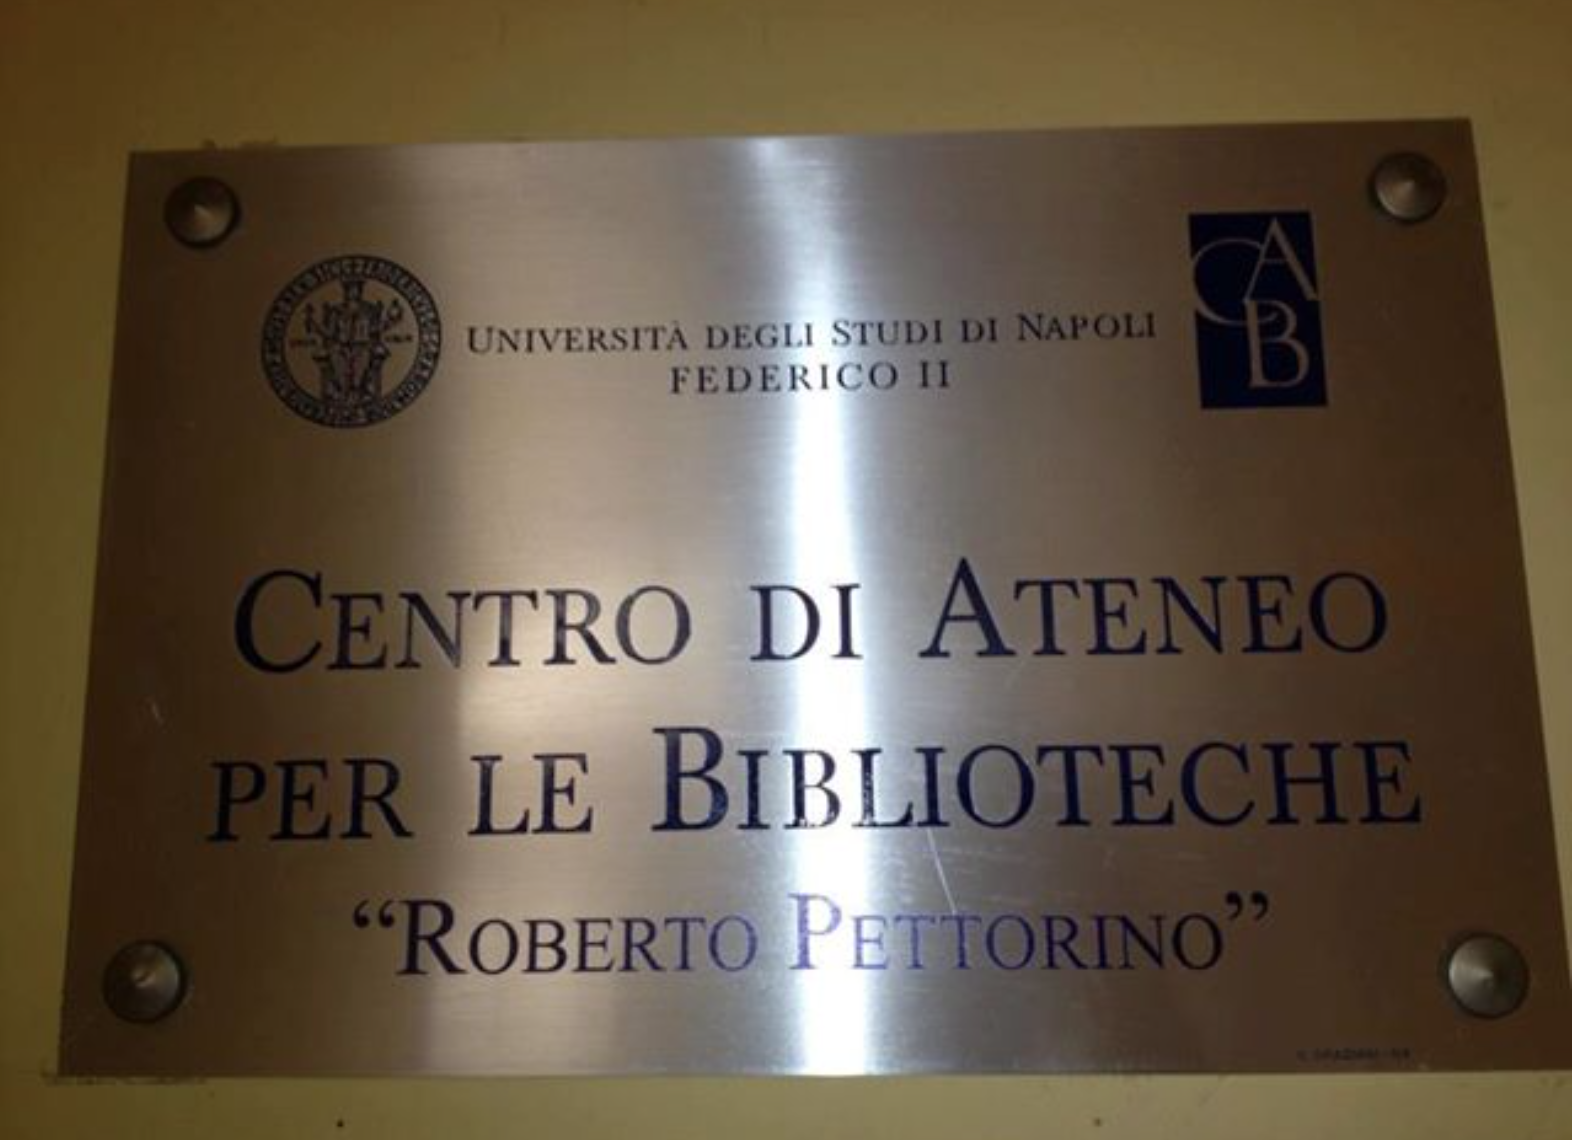 UNIVERSITÀ DEGLI STUDI DI NAPOLI
FEDERICO II
CAB
CENTRO DI ATENEO
PER LE BIBLIOTECHE
“ROBERTO PETTORINO”